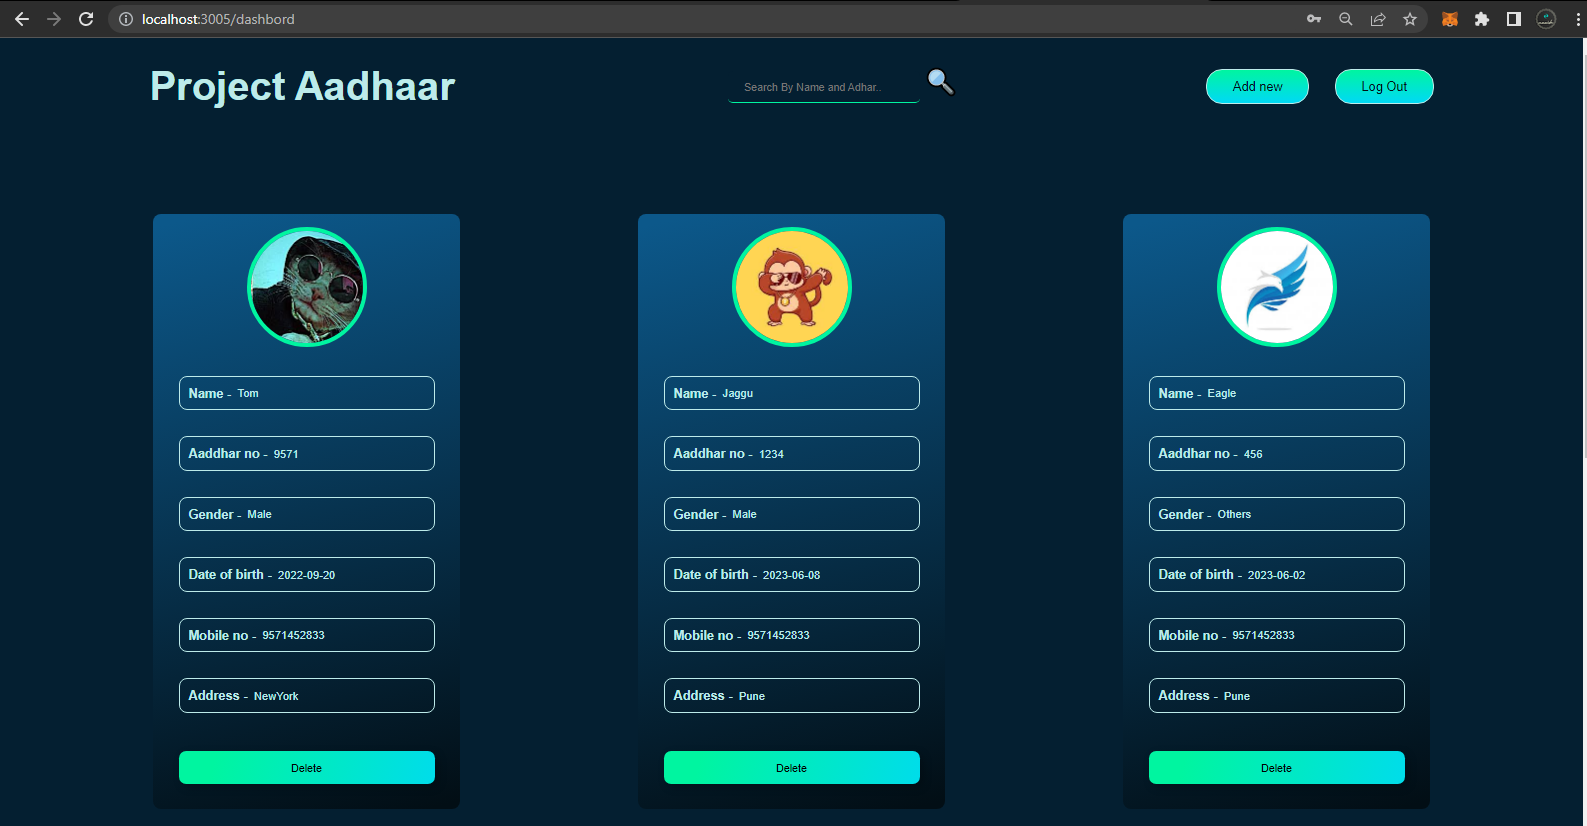 localhost:3005/dashbord
Project Aadhaar
Search By Name and Adhar..
Add new
Log Out
Name - Tom
Aaddhar no - 9571
Gender - Male
Date of birth - 2022-09-20
Mobile no - 9571452833
Address - NewYork
Delete
Name - Jaggu
Aaddhar no - 1234
Gender - Male
Date of birth - 2023-06-08
Mobile no - 9571452833
Address - Pune
Delete
Name - Eagle
Aaddhar no - 456
Gender - Others
Date of birth - 2023-06-02
Mobile no - 9571452833
Address - Pune
Delete